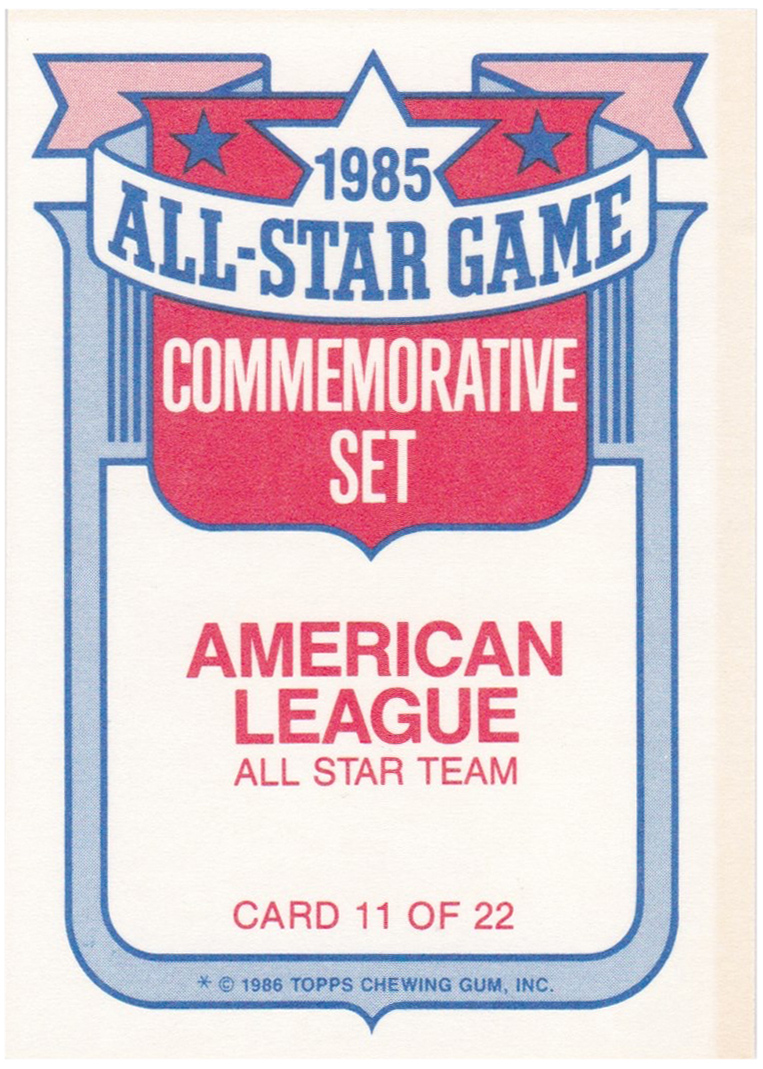 1985
ALL-STAR GAME
COMMEMORATIVE
SET
AMERICAN
LEAGUE
ALL STAR TEAM
CARD 11 OF 22
* © 1986 TOPPS CHEWING GUM, INC.